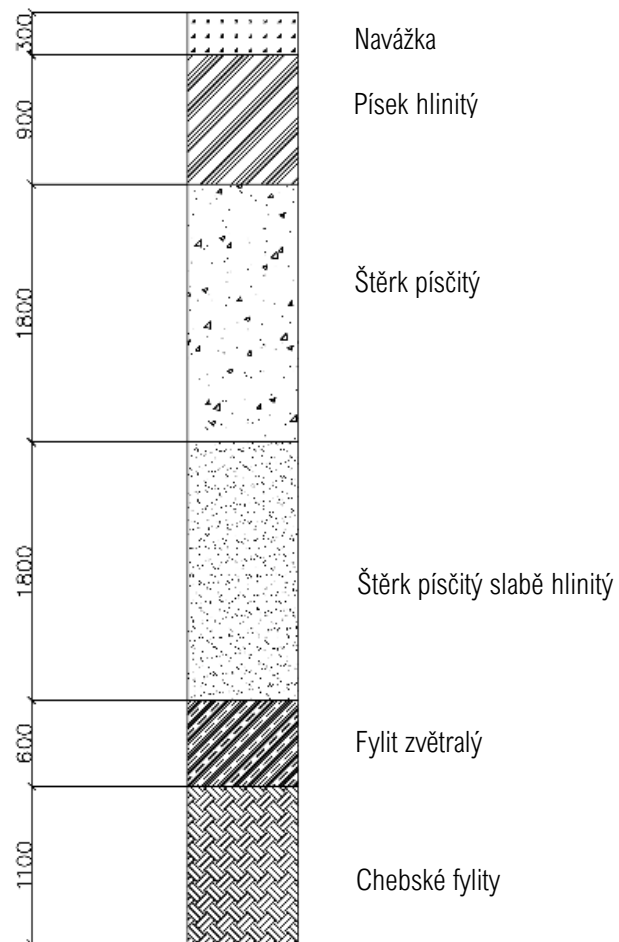 300
Navážka
900
Písek hlinitý
1800
Štěrk písčitý
1800
Štěrk písčitý slabě hlinitý
600
Fylit zvětralý
1100
Chebské fylity